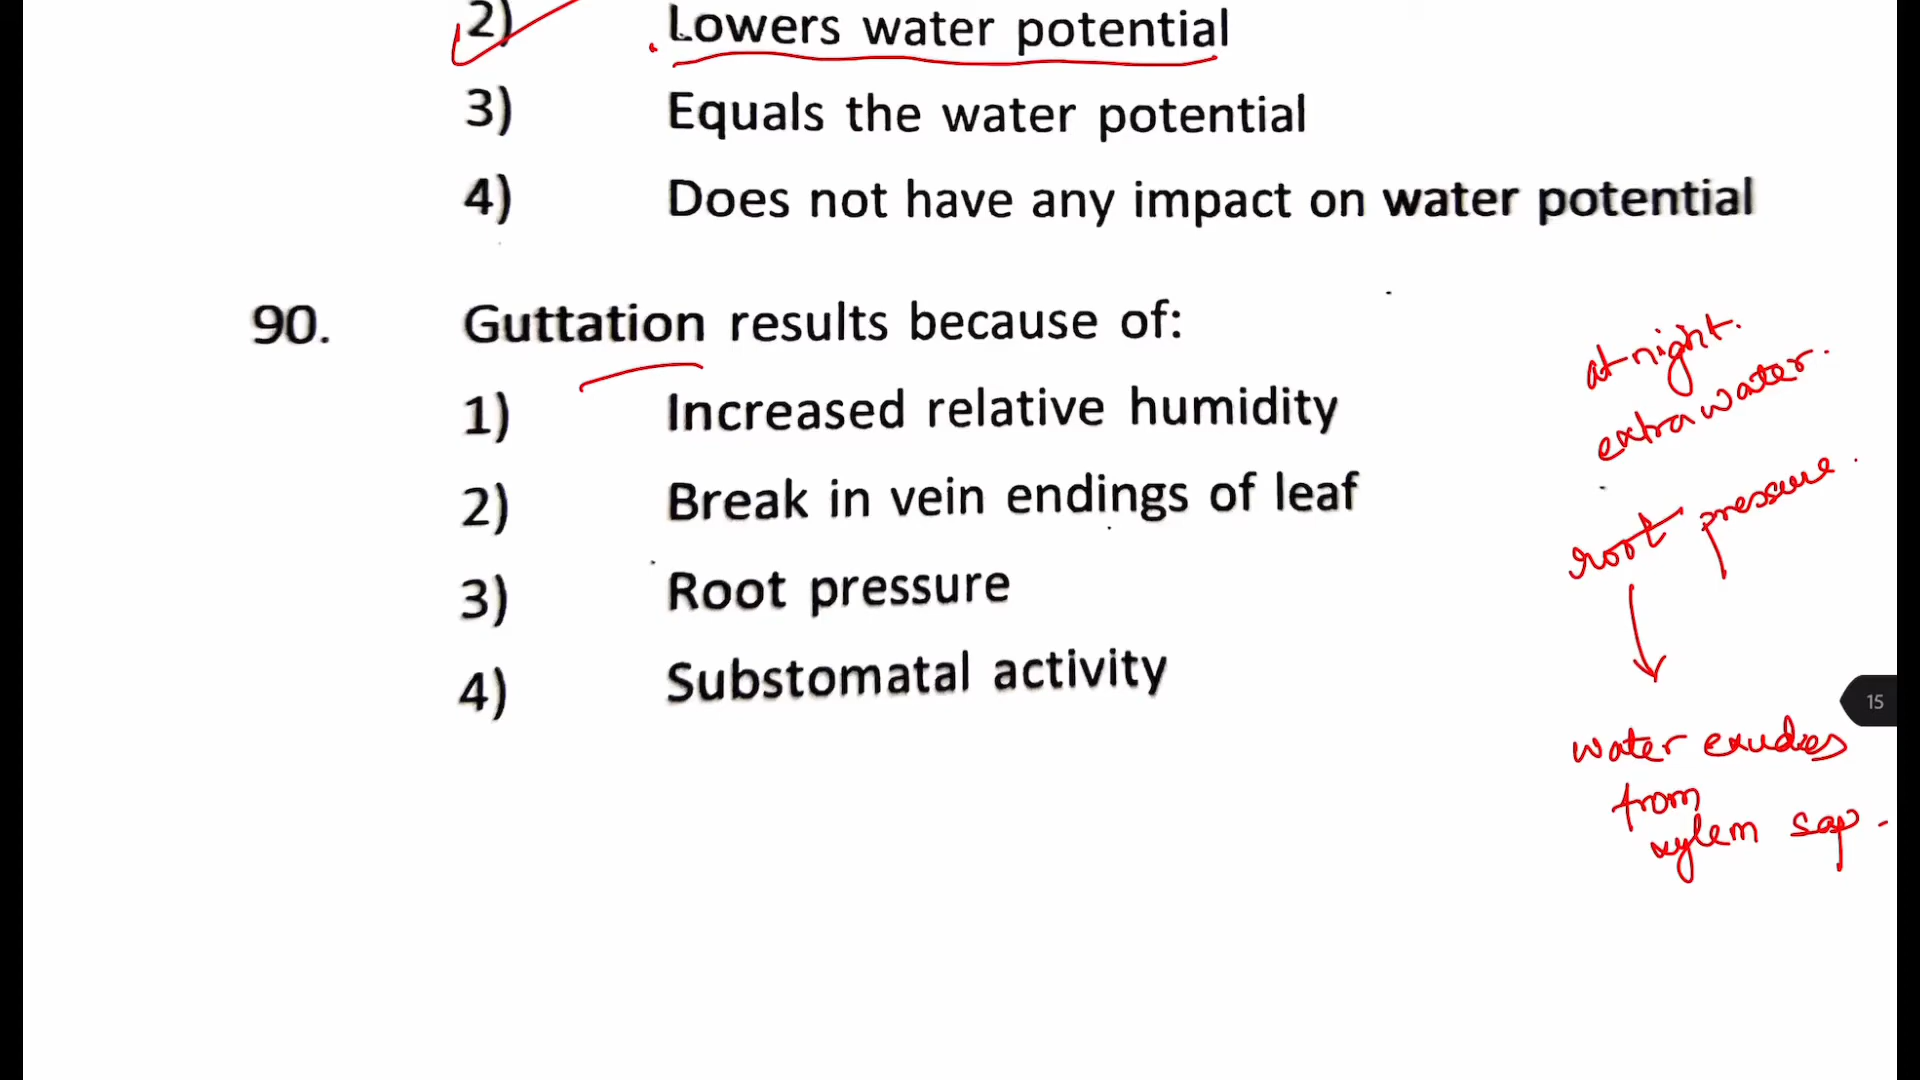 2) Lowers water potential
3) Equals the water potential
4) Does not have any impact on water potential
90. Guttation results because of:
1) Increased relative humidity
2) Break in vein endings of leaf
3) Root pressure
4) Substomatal activity
at night.
extra water.
root pressure.
water exudes
from
xylem sap.
15